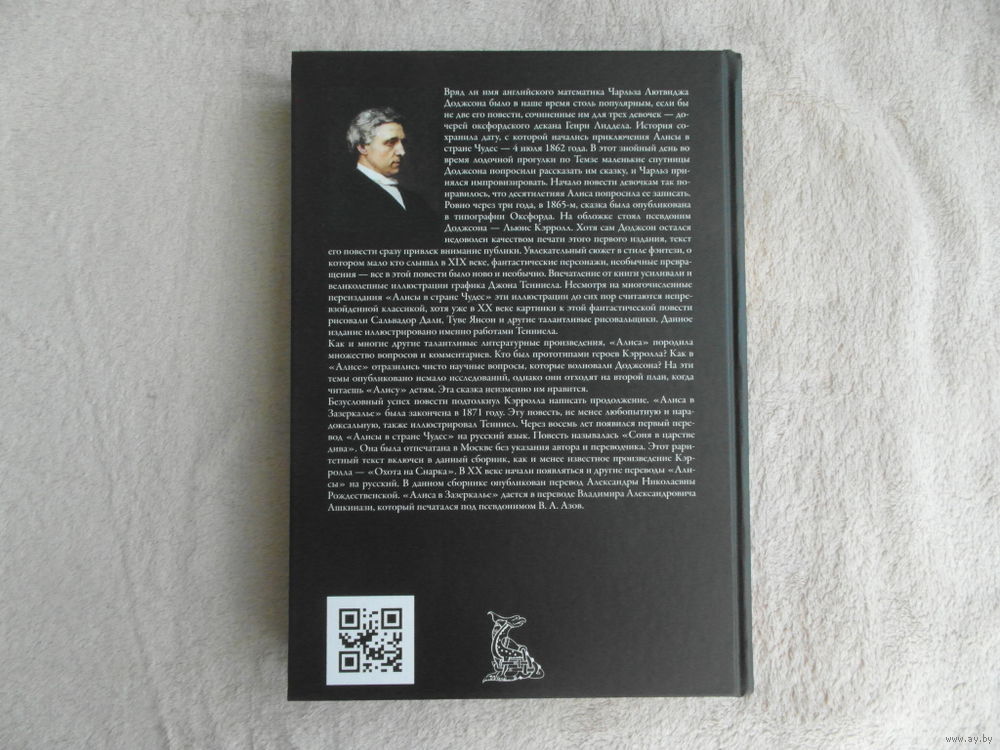 Вряд ли имя английского математика Чарльза Лютвиджа
Доджсона было в наше время столь популярным, если бы
не две его повести, сочиненные им для трех девочек — до-
черей оксфордского декана Генри Лиддела. История со-
хранила дату, с которой начались приключения Алисы в
стране Чудес — 4 июля 1862 года. В этот знойный день во
время лодочной прогулки по Темзе маленькие спутницы
Доджсона попросили рассказать им сказку, и Чарльз при-
нялся импровизировать. Начало повести девочкам так по-
нравилось, что десятилетняя Алиса попросила ее записать.
Ровно через три года, в 1865-м, сказка была опубликована
в типографии Оксфорда. На обложке стоял псевдоним
Доджсона — Льюис Кэрролл. Хотя сам Доджсон остался
недоволен качеством печати этого первого издания, текст
его повести сразу привлек внимание публики. Увлекательный сюжет в стиле фэнтези, о
котором мало кто слышал в XIX веке, фантастические персонажи, необычные превра-
щения — все в этой повести было ново и необычно. Впечатление от книги усиливали и
великолепные иллюстрации графика Джона Тенниела. Несмотря на многочисленные
переиздания «Алисы в стране Чудес» эти иллюстрации до сих пор считаются непре-
взойденной классикой, хотя уже в XX веке картинки к этой фантастической повести
рисовали Сальвадор Дали, Туве Янсон и другие талантливые рисовальщики. Данное
издание иллюстрировано именно работами Тенниела.
Как и многие другие талантливые литературные произведения, «Алиса» породила
множество вопросов и комментариев. Кто был прототипами героев Кэрролла? Как в
«Алисе» отразились чисто научные вопросы, которые волновали Доджсона? На эти
темы опубликовано немало исследований, однако они отходят на второй план, когда
читаешь «Алису» детям. Эта сказка неизменно им нравится.
Безусловный успех повести подтолкнул Кэрролла написать продолжение. «Алиса в
Зазеркалье» была закончена в 1871 году. Эту повесть, не менее любопытную и пара-
доксальную, также иллюстрировал Тенниел. Через восемь лет появился первый пере-
вод «Алисы в стране Чудес» на русский язык. Повесть называлась «Соня в царстве
дива». Она была отпечатана в Москве без указания автора и переводчика. Этот рари-
тетный текст включен в данный сборник, как и менее известное произведение Кэр-
ролла — «Охота на Снарка». В XX веке начали появляться и другие переводы «Али-
сы» на русский. В данном сборнике опубликован перевод Александры Николаевны
Рождественской. «Алиса в Зазеркалье» дается в переводе Владимира Александровича
Ашкинази, который печатался под псевдонимом В. А. Азов.
www.ay.by